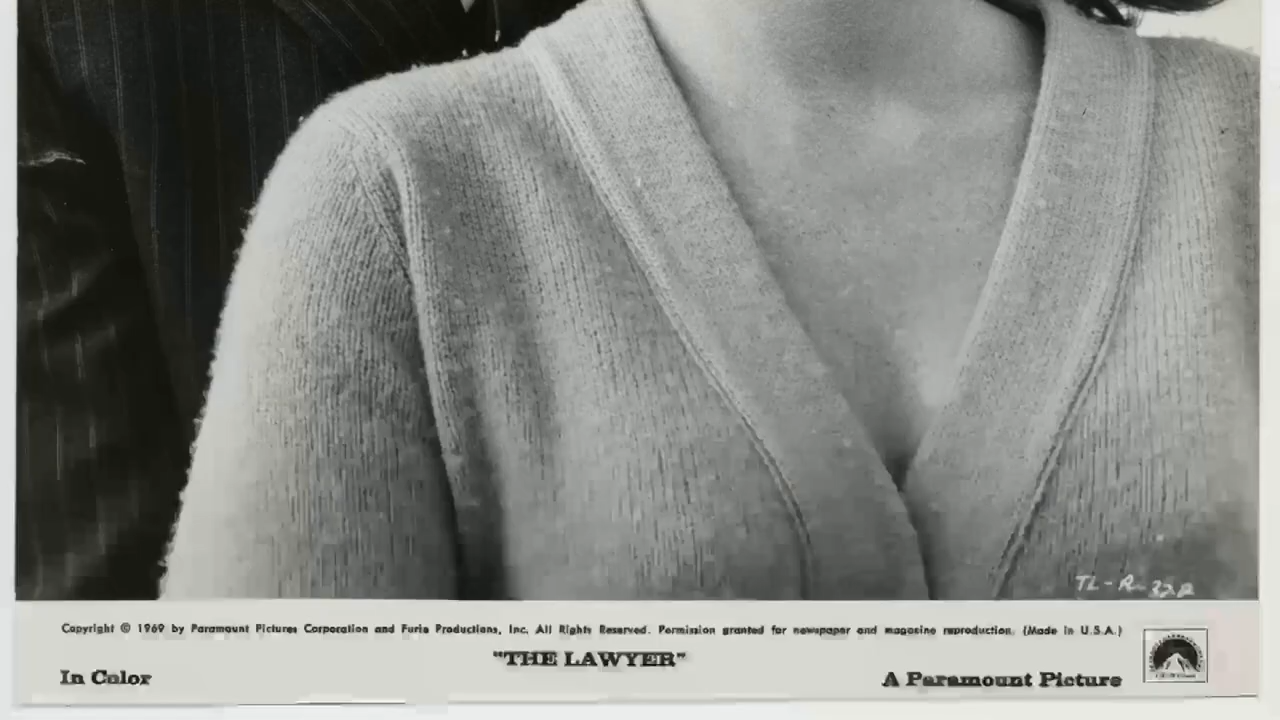 TL-R-32A
Copyright © 1969 by Paramount Pictures Corporation and Furie Productions, Inc. All Rights Reserved. Permission granted for newspaper and magazine reproduction. (Made in U.S.A.)
"THE LAWYER"
In Color
A Paramount Picture